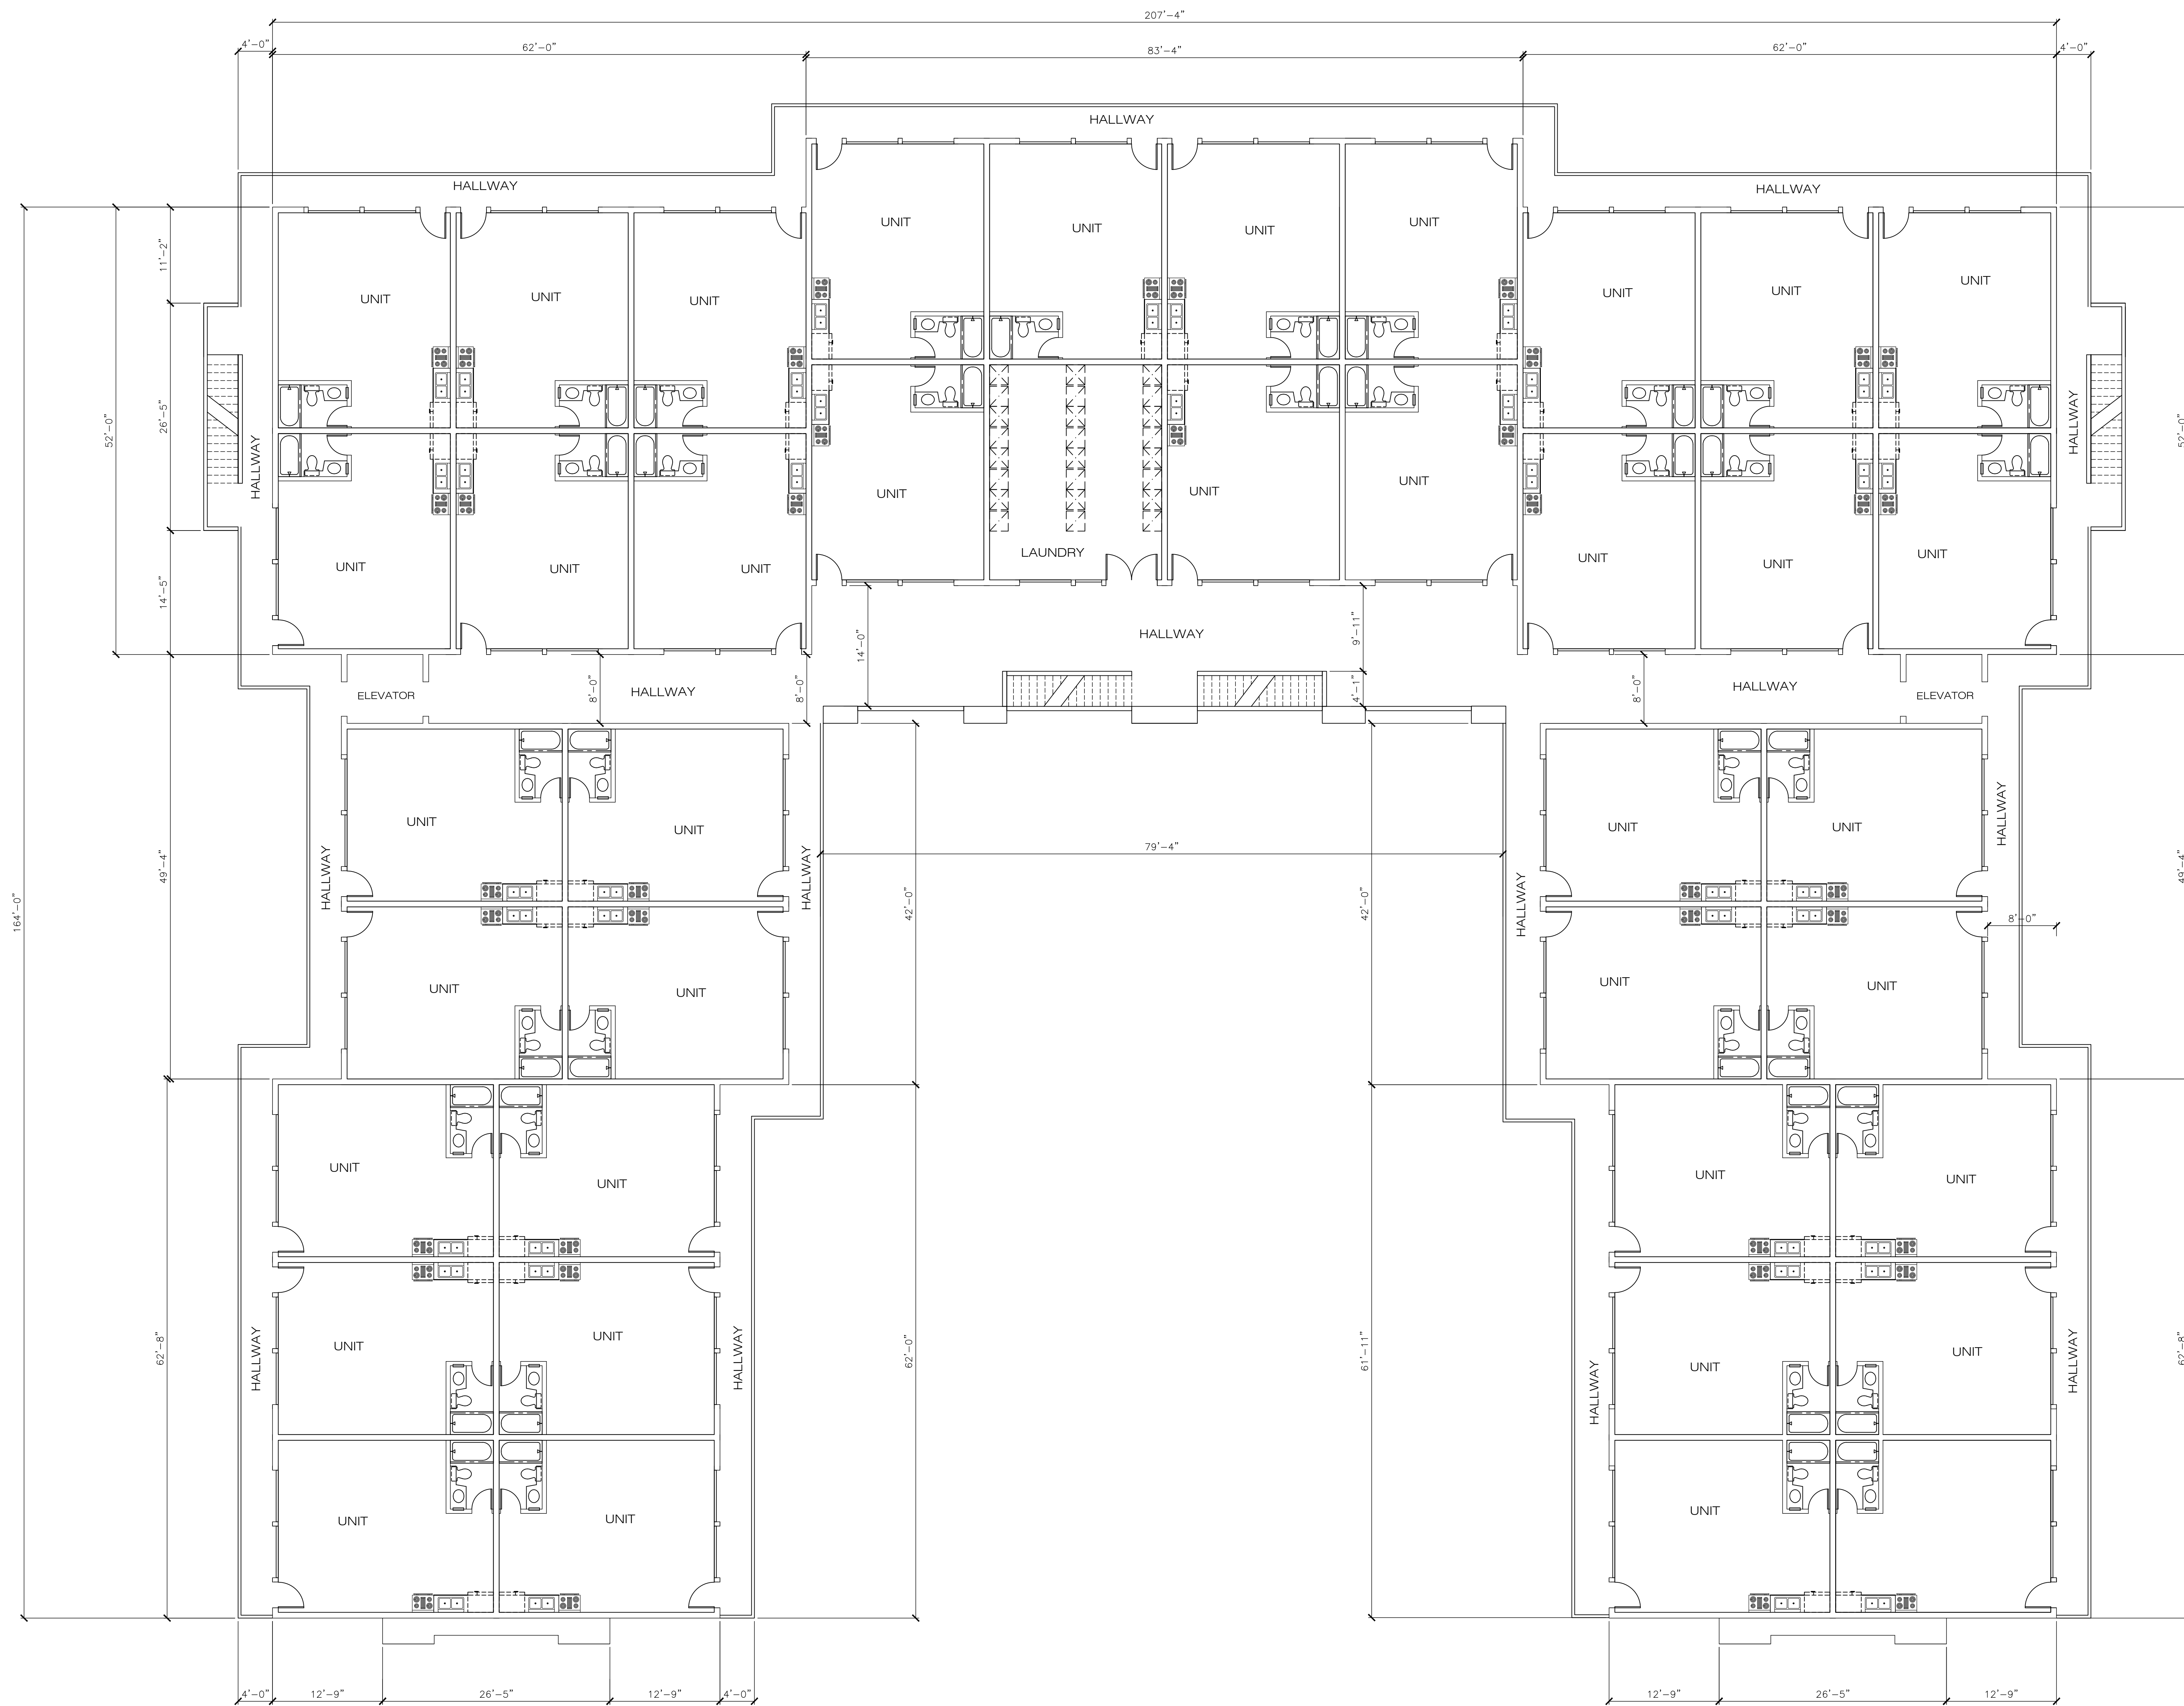 207'-4"
4'-0"
62'-0"
83'-4"
62'-0"
4'-0"
HALLWAY
HALLWAY
HALLWAY
UNIT
UNIT
UNIT
UNIT
11'-2"
UNIT
UNIT
UNIT
UNIT
UNIT
UNIT
26'-5"
52'-0"
HALLWAY
HALLWAY
52'-0"
UNIT
UNIT
UNIT
LAUNDRY
UNIT
UNIT
UNIT
UNIT
UNIT
UNIT
14'-5"
14'-0"
HALLWAY
9'-11"
ELEVATOR
8'-0"
HALLWAY
8'-0"
4'-1"
8'-0"
HALLWAY
ELEVATOR
UNIT
UNIT
UNIT
UNIT
HALLWAY
79'-4"
49'-4"
HALLWAY
HALLWAY
42'-0"
42'-0"
HALLWAY
49'-4"
164'-0"
8'-0"
UNIT
UNIT
UNIT
UNIT
UNIT
UNIT
UNIT
UNIT
62'-8"
HALLWAY
UNIT
UNIT
HALLWAY
62'-0"
61'-11"
HALLWAY
UNIT
UNIT
HALLWAY
62'-8"
UNIT
UNIT
UNIT
4'-0"
12'-9"
26'-5"
12'-9"
4'-0"
12'-9"
26'-5"
12'-9"